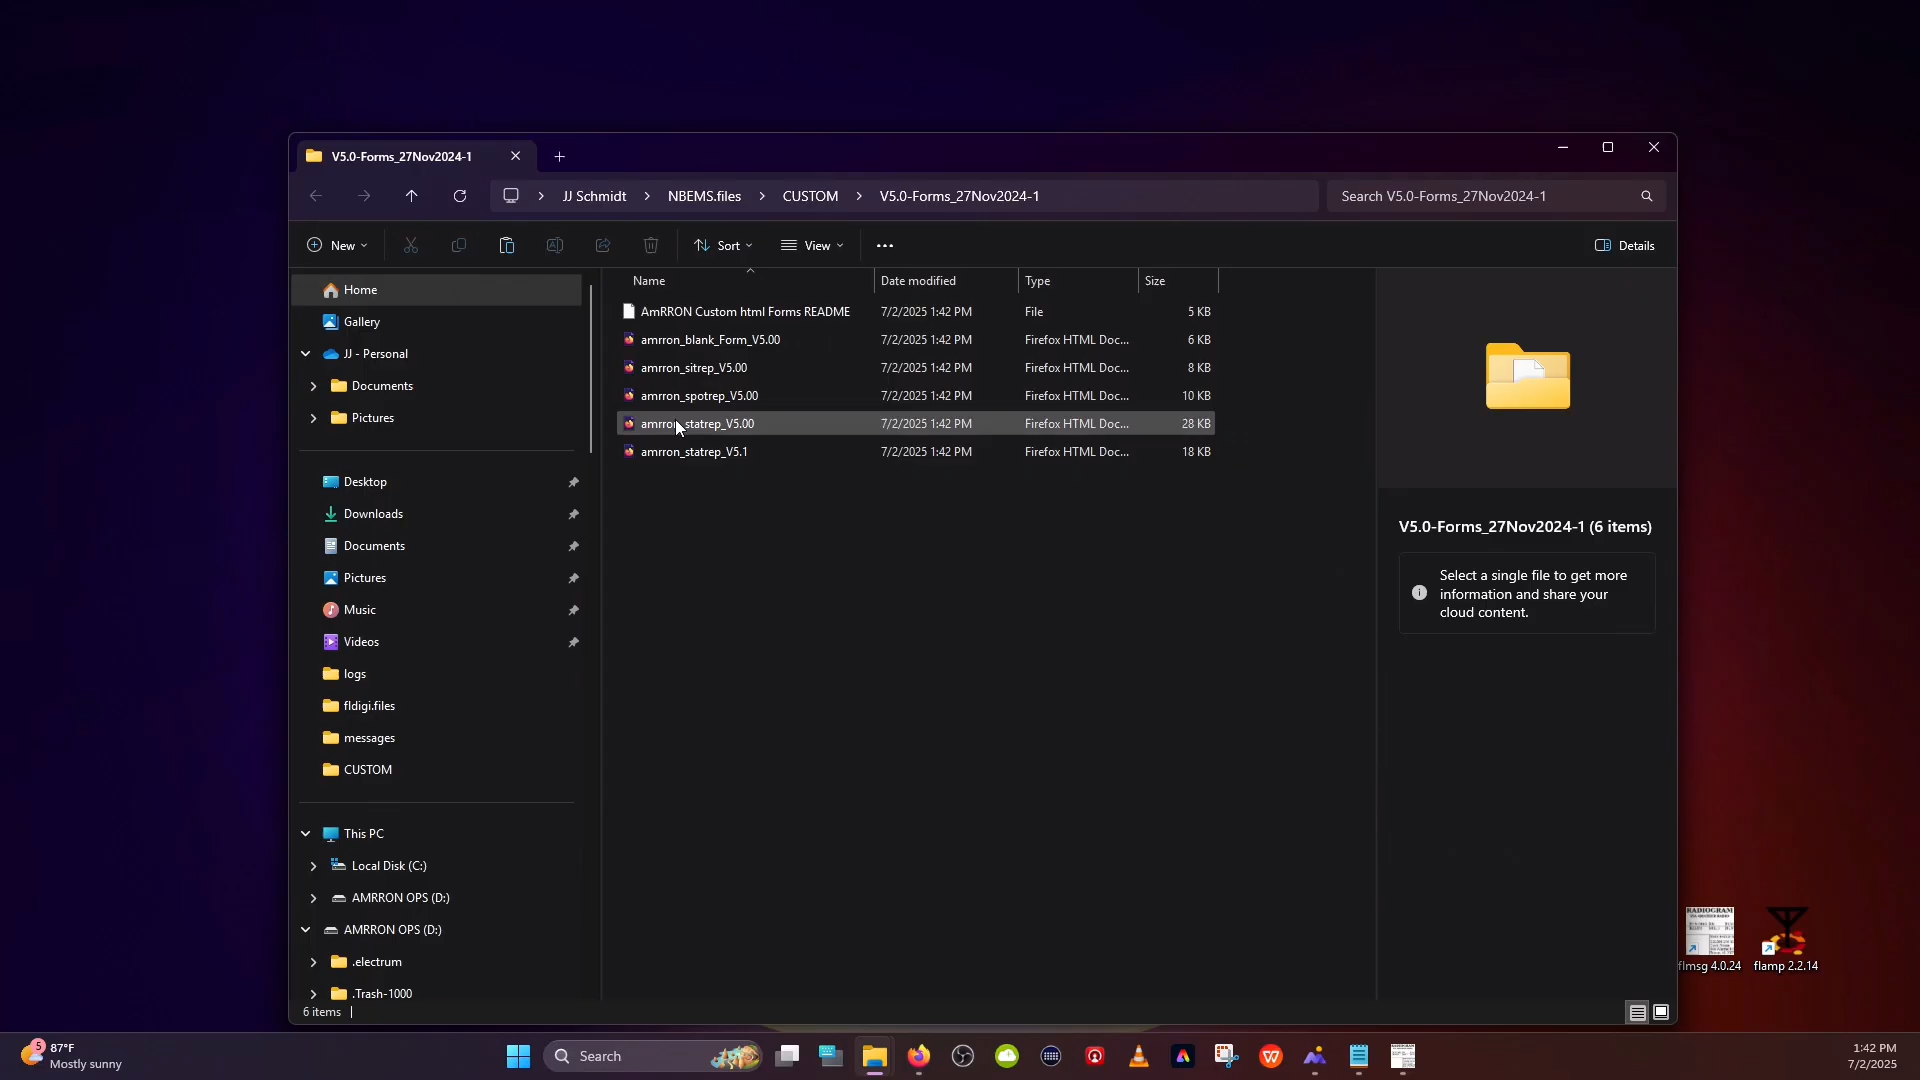 V5.0-Forms_27Nov2024-1
JJ Schmidt > NBEMS.files > CUSTOM > V5.0-Forms_27Nov2024-1
Search V5.0-Forms_27Nov2024-1
New
Sort
View
Details
Home
Gallery
JJ - Personal
Documents
Pictures
Desktop
Downloads
Documents
Pictures
Music
Videos
logs
fldigi.files
messages
CUSTOM
This PC
Local Disk (C:)
AMRRON OPS (D:)
AMRRON OPS (D:)
.electrum
.Trash-1000
Name Date modified Type Size
AmRRON Custom html Forms README 7/2/2025 1:42 PM File 5 KB
amrron_blank_Form_V5.00 7/2/2025 1:42 PM Firefox HTML Doc... 6 KB
amrron_sitrep_V5.00 7/2/2025 1:42 PM Firefox HTML Doc... 8 KB
amrron_spotrep_V5.00 7/2/2025 1:42 PM Firefox HTML Doc... 10 KB
amrron_statrep_V5.00 7/2/2025 1:42 PM Firefox HTML Doc... 28 KB
amrron_statrep_V5.1 7/2/2025 1:42 PM Firefox HTML Doc... 18 KB
V5.0-Forms_27Nov2024-1 (6 items)
Select a single file to get more
information and share your
cloud content.
6 items
RADIOGRAM
flmsg 4.0.24
flamp 2.2.14
5
87°F
Mostly sunny
Search
1:42 PM
7/2/2025